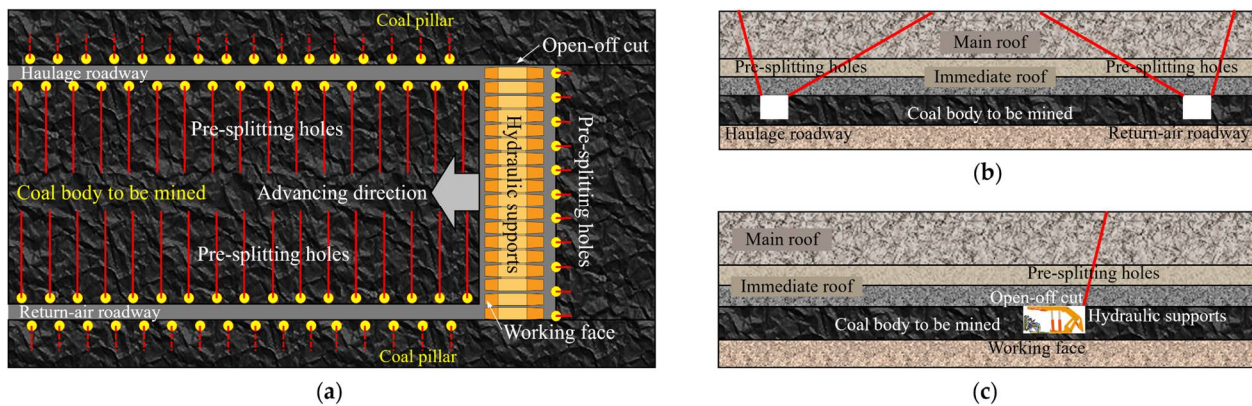 Coal pillar
Open-off cut
Haulage roadway
Pre-splitting holes
Hydraulic supports
Pre-splitting holes
Coal body to be mined
Advancing direction
Pre-splitting holes
Return-air roadway
Working face
Coal pillar
(a)
Main roof
Pre-splitting holes
Pre-splitting holes
Immediate roof
Coal body to be mined
Haulage roadway
Return-air roadway
(b)
Main roof
Pre-splitting holes
Immediate roof
Open-off cut
Coal body to be mined
Hydraulic supports
Working face
(c)